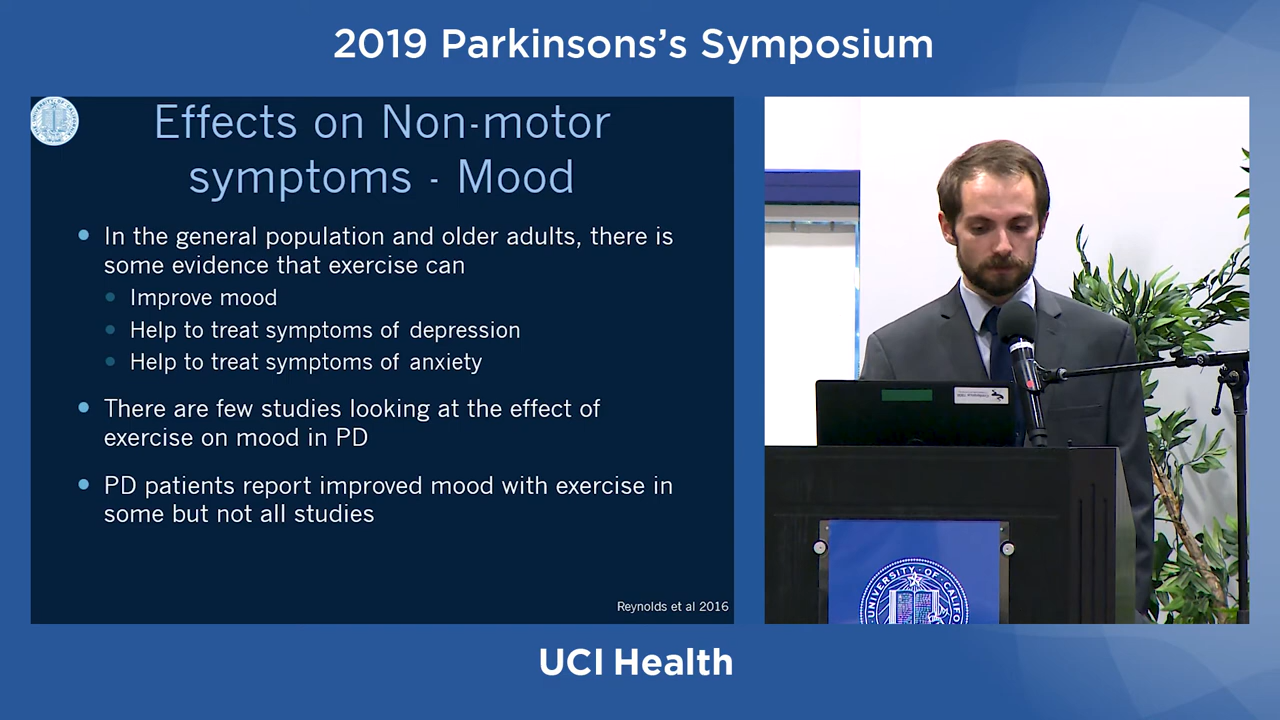 2019 Parkinsons's Symposium
Effects on Non-motor
symptoms - Mood
In the general population and older adults, there is
some evidence that exercise can
Improve mood
Help to treat symptoms of depression
Help to treat symptoms of anxiety
There are few studies looking at the effect of
exercise on mood in PD
PD patients report improved mood with exercise in
some but not all studies
Reynolds et al 2016
UNIVERSITY OF
UCI Health